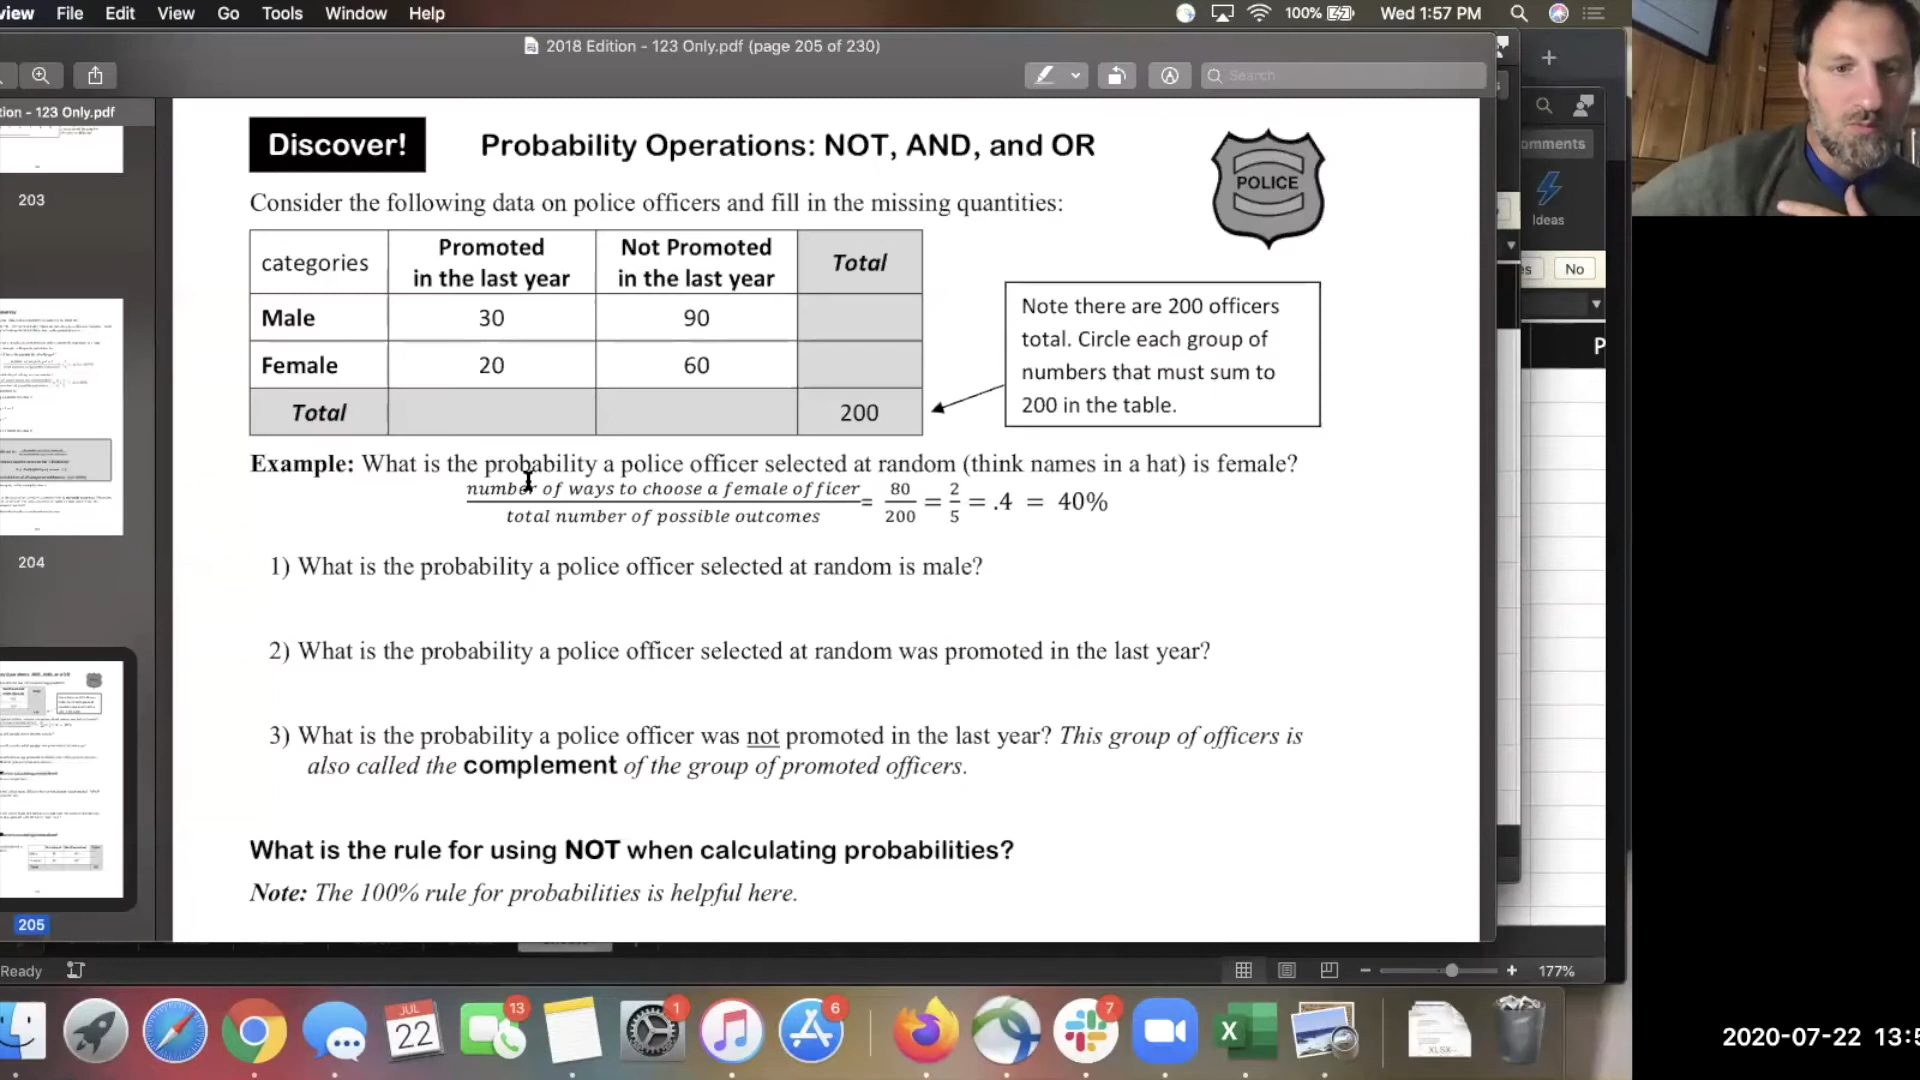 view File Edit View Go Tools Window Help 100% Wed 1:57 PM
2018 Edition - 123 Only.pdf (page 205 of 230)
Search
tion - 123 Only.pdf
203
204
205
Discover! Probability Operations: NOT, AND, and OR
POLICE
Consider the following data on police officers and fill in the missing quantities:
categories Promoted in the last year Not Promoted in the last year Total
Male 30 90
Female 20 60
Total 200
Note there are 200 officers
total. Circle each group of
numbers that must sum to
200 in the table.
Example: What is the probability a police officer selected at random (think names in a hat) is female?
number of ways to choose a female officer / total number of possible outcomes = 80/200 = 2/5 = .4 = 40%
1) What is the probability a police officer selected at random is male?
2) What is the probability a police officer selected at random was promoted in the last year?
3) What is the probability a police officer was not promoted in the last year? This group of officers is
also called the complement of the group of promoted officers.
What is the rule for using NOT when calculating probabilities?
Note: The 100% rule for probabilities is helpful here.
omments
Ideas
es No
P
Ready 177%
JUL
22
13
1
6
7
X
XLSX
2020-07-22 13:5